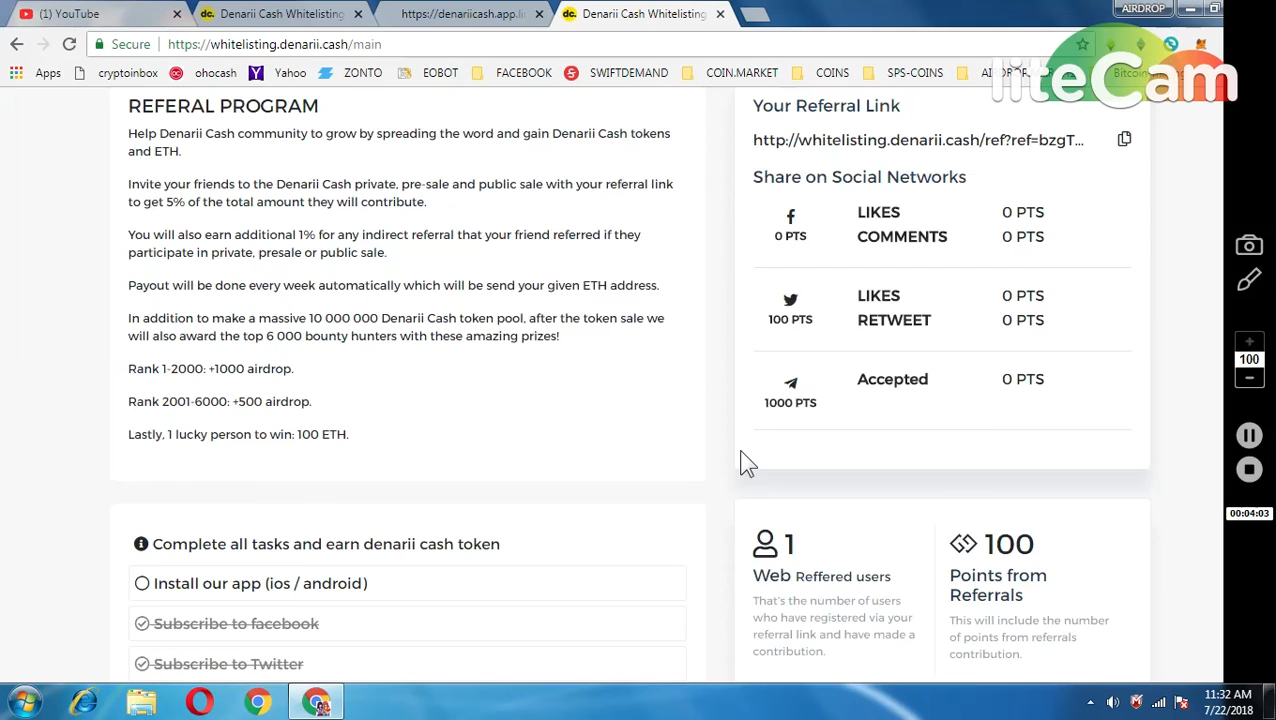 (1) YouTube
dc. Denarii Cash Whitelisting
https://denariicash.app.li
dc. Denarii Cash Whitelisting
AIRDROP
Secure
https://whitelisting.denarii.cash/main
Apps
cryptoinbox
ohocash
Yahoo
EOBOT
FACEBOOK
SWIFTDEMAND
COIN.MARKET
COINS
SPS-COINS
liteCam
REFERAL PROGRAM
Help Denarii Cash community to grow by spreading the word and gain Denarii Cash tokens
and ETH.
Invite your friends to the Denarii Cash private, pre-sale and public sale with your referral link
to get 5% of the total amount they will contribute.
You will also earn additional 1% for any indirect referral that your friend referred if they
participate in private, presale or public sale.
Payout will be done every week automatically which will be send your given ETH address.
In addition to make a massive 10 000 000 Denarii Cash token pool, after the token sale we
will also award the top 6 000 bounty hunters with these amazing prizes!
Rank 1-2000: +1000 airdrop.
Rank 2001-6000: +500 airdrop.
Lastly, 1 lucky person to win: 100 ETH.
Complete all tasks and earn denarii cash token
Install our app (ios / android)
Subscribe to facebook
Subscribe to Twitter
Your Referral Link
http://whitelisting.denarii.cash/ref?ref=bzgT...
Share on Social Networks
LIKES 0 PTS
0 PTS COMMENTS 0 PTS
LIKES 0 PTS
100 PTS RETWEET 0 PTS
Accepted 0 PTS
1000 PTS
1
Web Reffered users
That's the number of users
who have registered via your
referral link and have made a
contribution.
100
Points from
Referrals
This will include the number
of points from referrals
contribution.
100
00:04:03
11:32 AM
7/22/2018